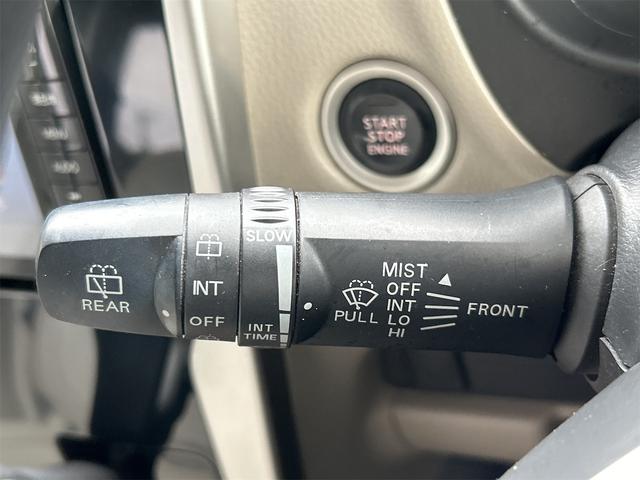 START
STOP
ENGINE
REAR
INT
OFF
SLOW
INT
TIME
PULL
MIST
OFF
INT
LO
HI
FRONT